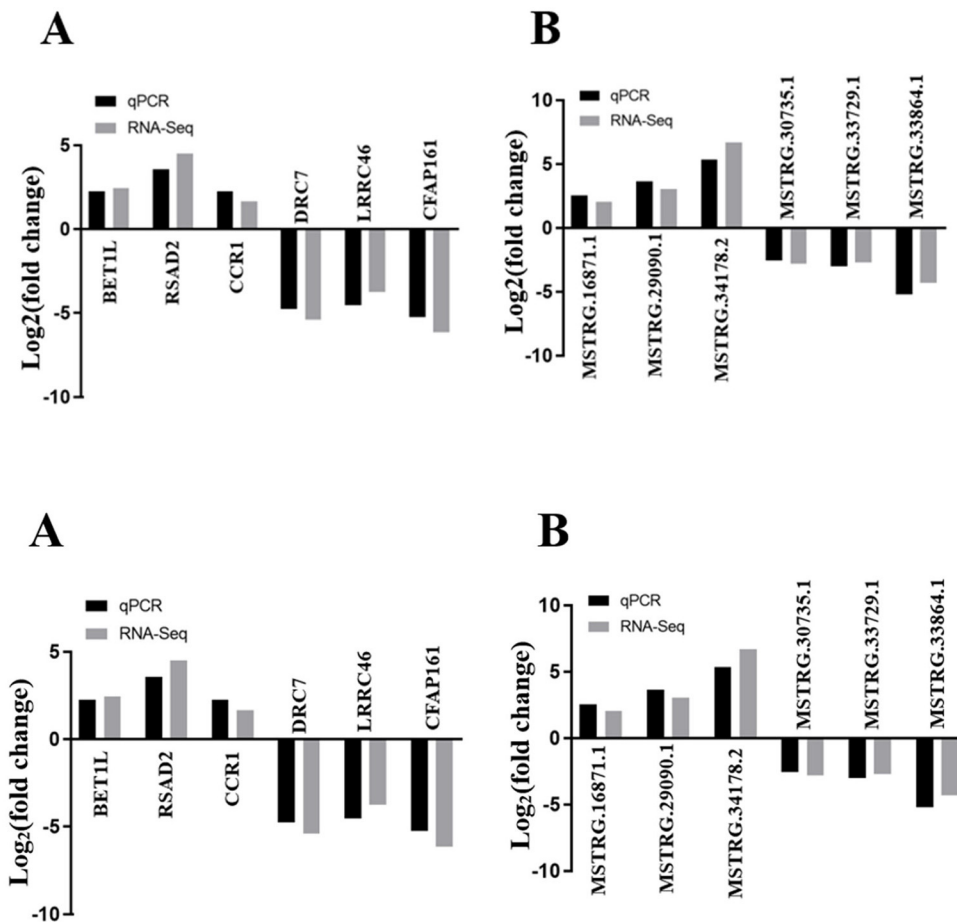 A
qPCR
RNA-Seq
Log2(fold change)
5
0
-5
-10
BET1L
RSAD2
CCR1
DRC7
LRRC46
CFAP161
B
qPCR
RNA-Seq
Log2(fold change)
10
5
0
-5
-10
MSTRG.16871.1
MSTRG.29090.1
MSTRG.34178.2
MSTRG.30735.1
MSTRG.33729.1
MSTRG.33864.1
A
qPCR
RNA-Seq
Log₂(fold change)
5
0
-5
-10
BET1L
RSAD2
CCR1
DRC7
LRRC46
CFAP161
B
qPCR
RNA-Seq
Log₂(fold change)
10
5
0
-5
-10
MSTRG.16871.1
MSTRG.29090.1
MSTRG.34178.2
MSTRG.30735.1
MSTRG.33729.1
MSTRG.33864.1